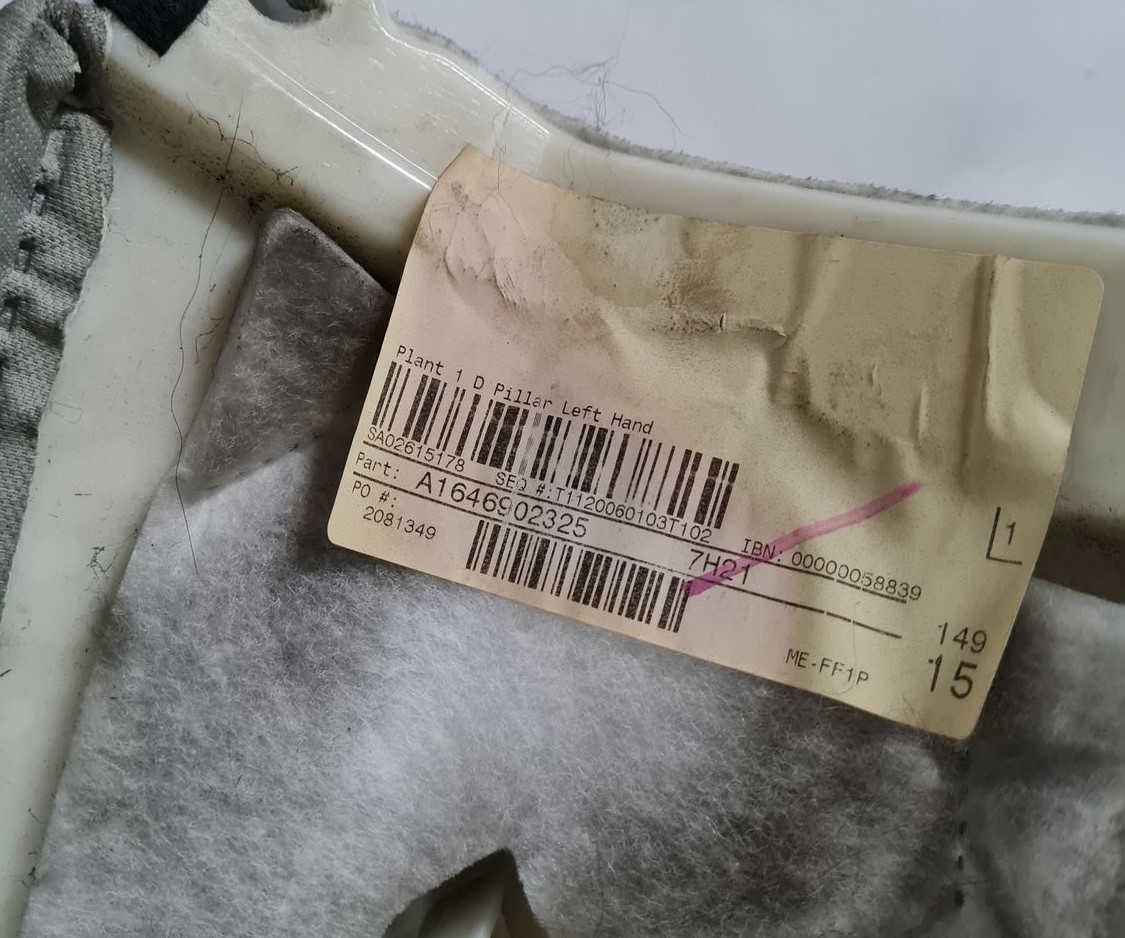 Plant 1 D Pillar Left Hand
SA02615178 SEQ #:T1120060103T102 IBN: 00000058839
Part: A1646902325 7H21
PO #:
2081349
1
149
15
ME-FF1P